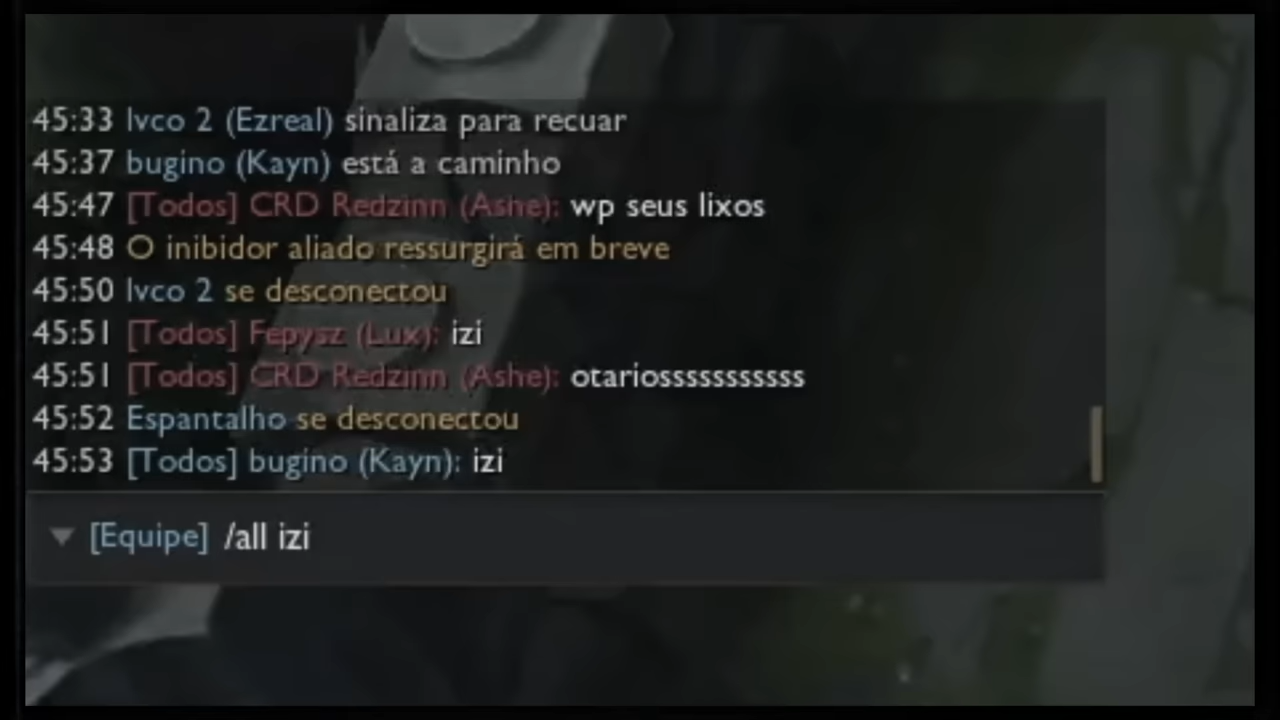 45:33 lvco 2 (Ezreal) sinaliza para recuar
45:37 bugino (Kayn) está a caminho
45:47 [Todos] CRD Redzinn (Ashe): wp seus lixos
45:48 O inibidor aliado ressurgirá em breve
45:50 lvco 2 se desconectou
45:51 [Todos] Fepysz (Lux): izi
45:51 [Todos] CRD Redzinn (Ashe): otariosssssssssss
45:52 Espantalho se desconectou
45:53 [Todos] bugino (Kayn): izi
[Equipe] /all izi